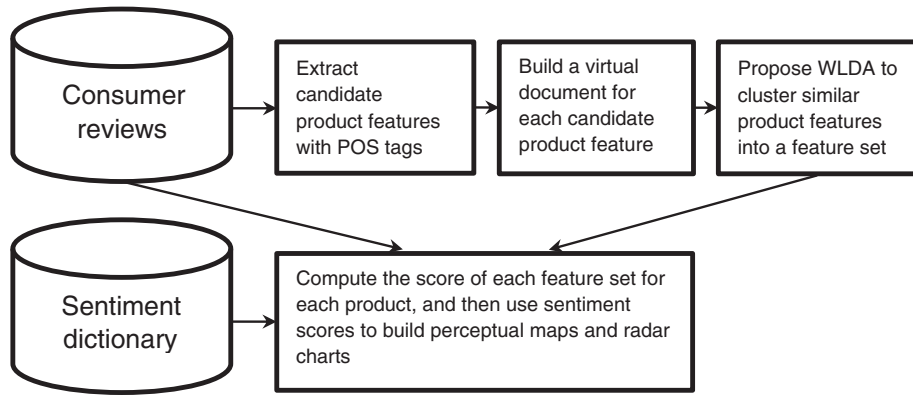 Consumer
reviews
Extract
candidate
product features
with POS tags
Build a virtual
document for
each candidate
product feature
Propose WLDA to
cluster similar
product features
into a feature set
Sentiment
dictionary
Compute the score of each feature set for
each product, and then use sentiment
scores to build perceptual maps and radar
charts